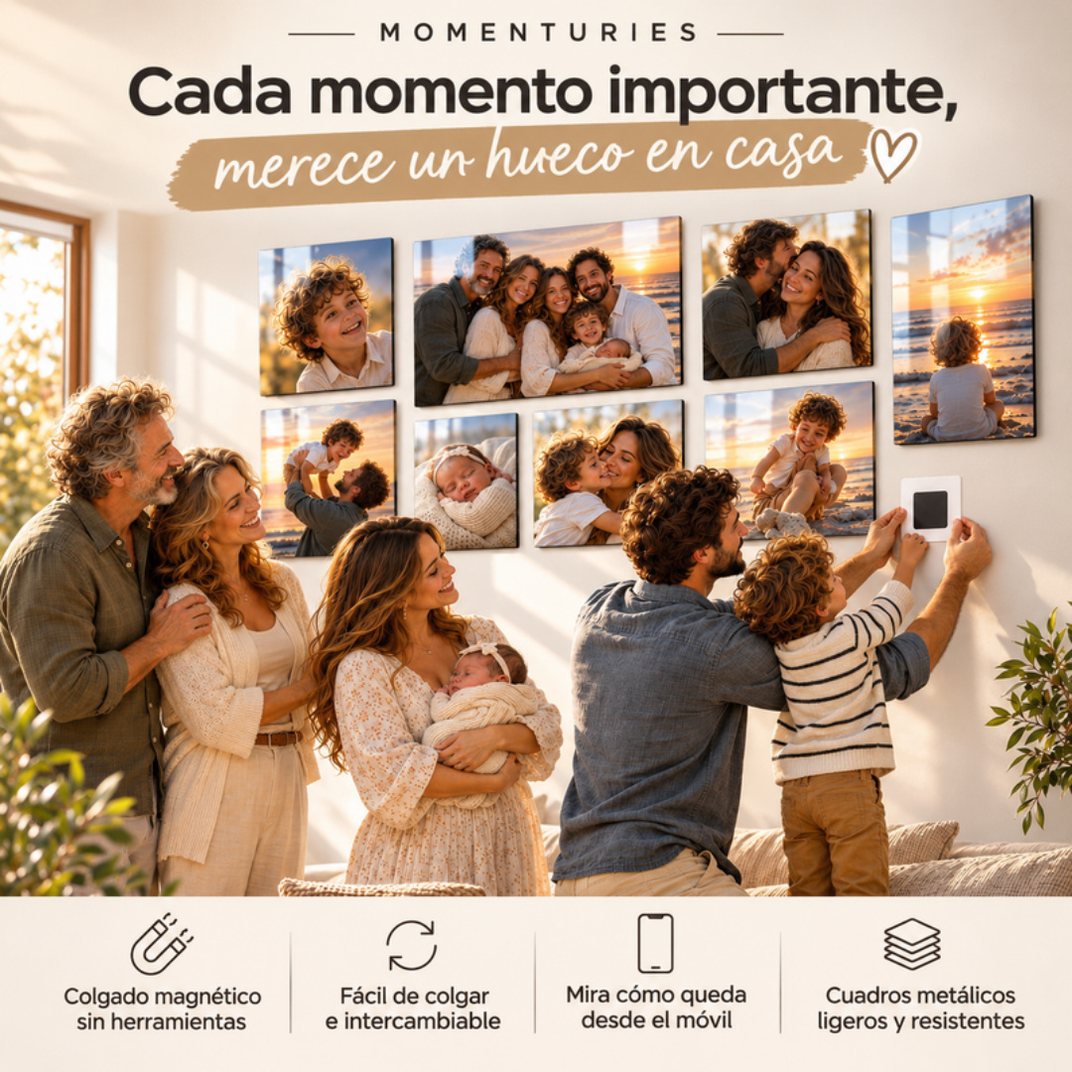 MOMENTURIES
Cada momento importante,
merece un hueco en casa
Colgado magnético
sin herramientas
Fácil de colgar
e intercambiable
Mira cómo queda
desde el móvil
Cuadros metálicos
ligeros y resistentes